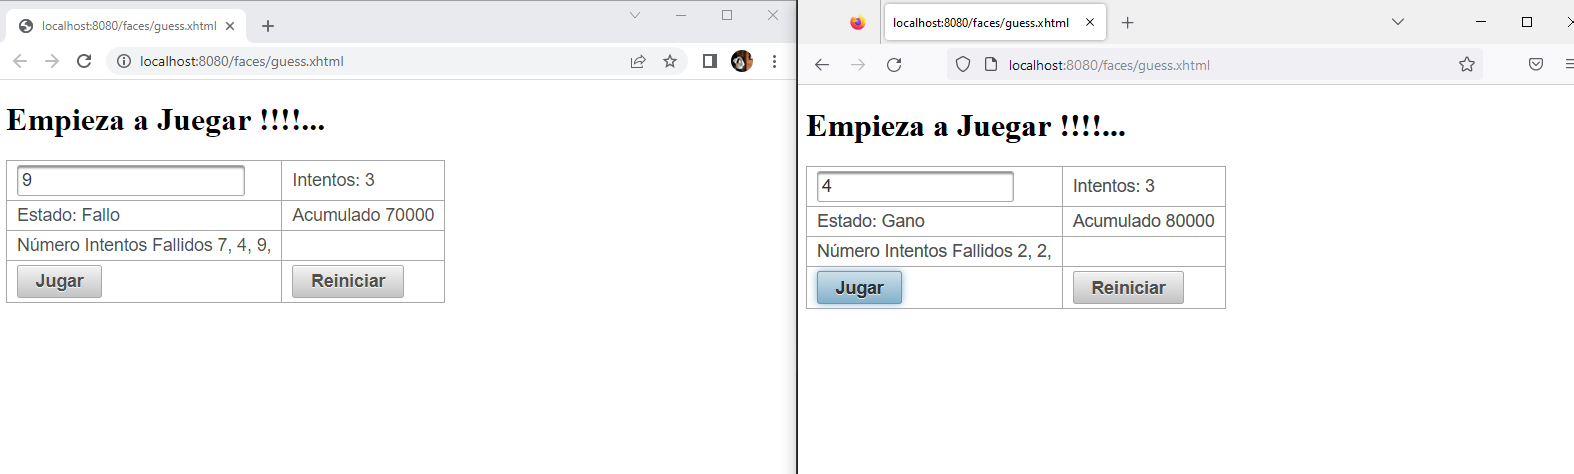 localhost:8080/faces/guess.xhtml
localhost:8080/faces/guess.xhtml
Empieza a Juegar !!!!...
9 Intentos: 3
Estado: Fallo Acumulado 70000
Número Intentos Fallidos 7, 4, 9,
Jugar Reiniciar
localhost:8080/faces/guess.xhtml
localhost:8080/faces/guess.xhtml
Empieza a Juegar !!!!...
4 Intentos: 3
Estado: Gano Acumulado 80000
Número Intentos Fallidos 2, 2,
Jugar Reiniciar